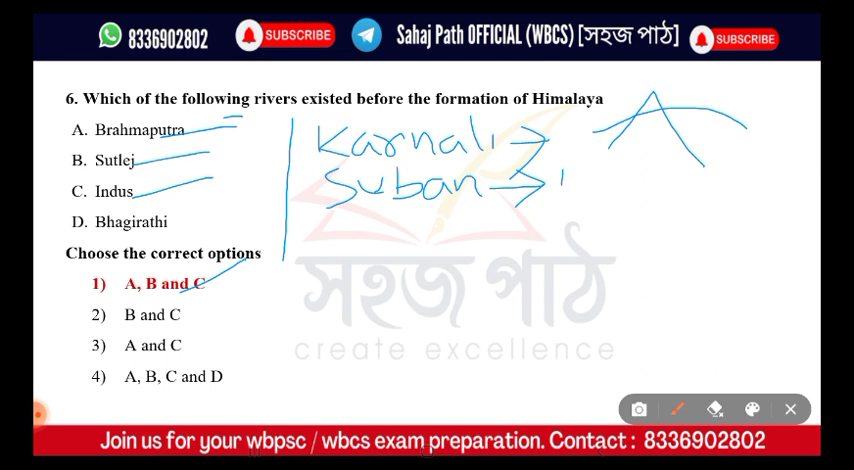 8336902802 SUBSCRIBE Sahaj Path OFFICIAL (WBCS) [সহজ পাঠ] SUBSCRIBE
6. Which of the following rivers existed before the formation of Himalaya
A. Brahmaputra
B. Sutlej
C. Indus
D. Bhagirathi
Karnali
Suban
Choose the correct options
1) A, B and C
2) B and C
3) A and C
4) A, B, C and D
সহজ পাঠ
create excellence
Join us for your wbpsc / wbcs exam preparation. Contact : 8336902802